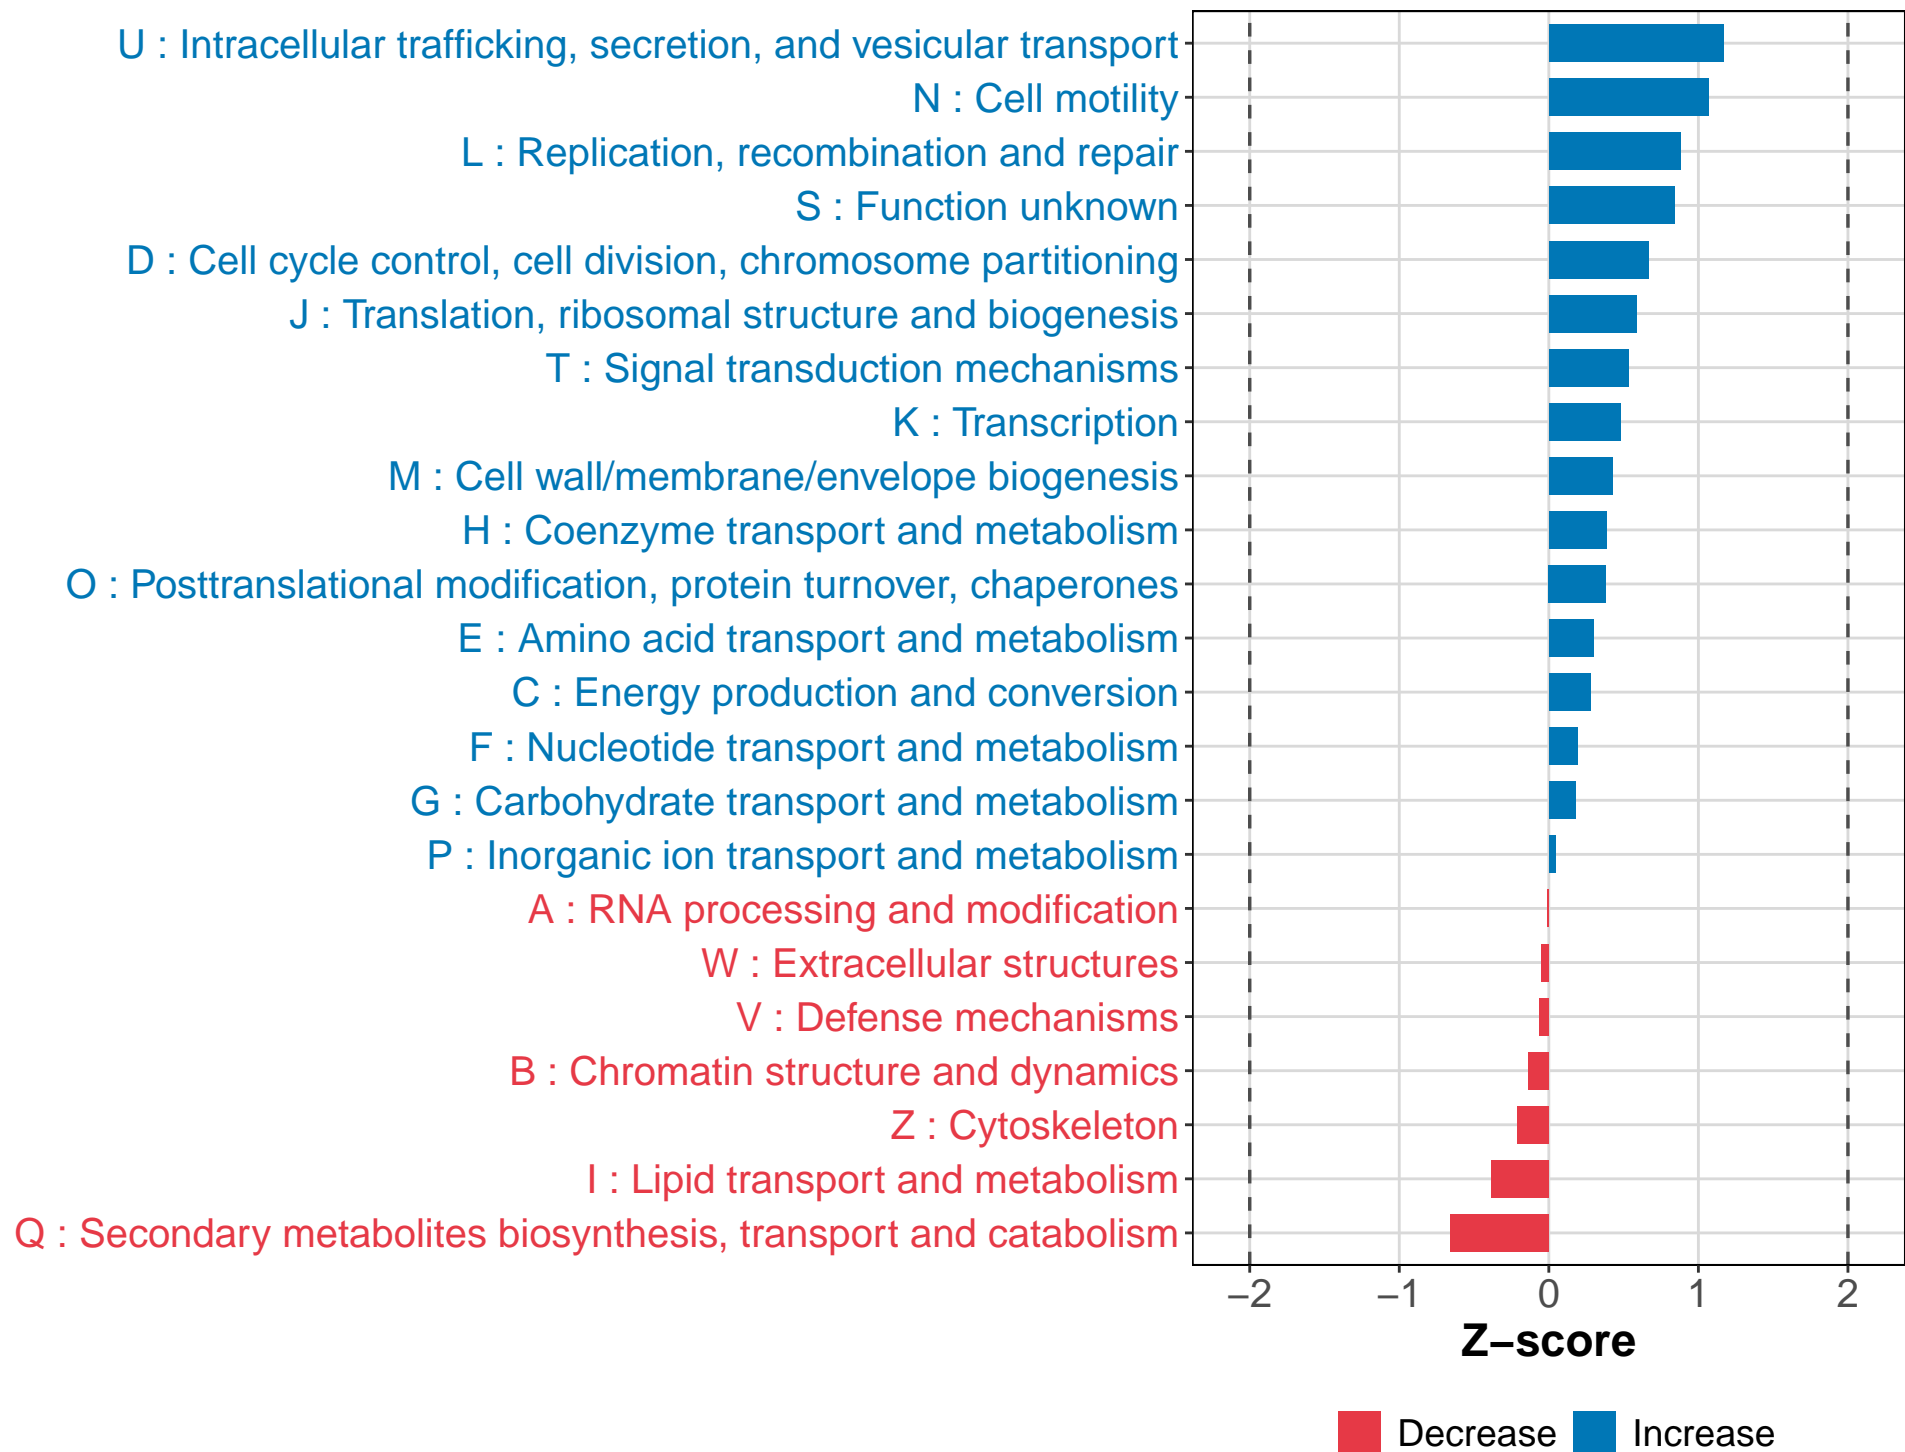 U : Intracellular trafficking, secretion, and vesicular transport
N : Cell motility
L : Replication, recombination and repair
S : Function unknown
D : Cell cycle control, cell division, chromosome partitioning
J : Translation, ribosomal structure and biogenesis
T : Signal transduction mechanisms
K : Transcription
M : Cell wall/membrane/envelope biogenesis
H : Coenzyme transport and metabolism
O : Posttranslational modification, protein turnover, chaperones
E : Amino acid transport and metabolism
C : Energy production and conversion
F : Nucleotide transport and metabolism
G : Carbohydrate transport and metabolism
P : Inorganic ion transport and metabolism
A : RNA processing and modification
W : Extracellular structures
V : Defense mechanisms
B : Chromatin structure and dynamics
Z : Cytoskeleton
I : Lipid transport and metabolism
Q : Secondary metabolites biosynthesis, transport and catabolism
−2 −1 0 1 2
Z−score
Decrease Increase